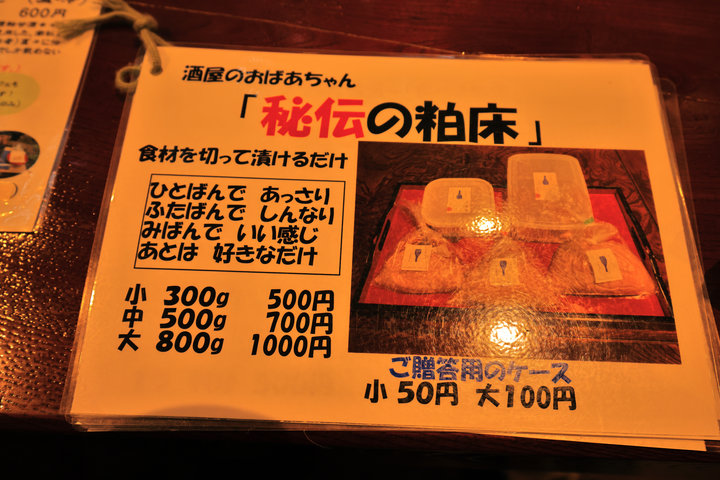 600円
酒屋のおばあちゃん
「秘伝の粕床」
食材を切って漬けるだけ
ひとばんで あっさり
ふたばんで しんなり
みばんで いい感じ
あとは 好きなだけ
小 300g 500円
中 500g 700円
大 800g 1000円
ご贈答用のケース
小 50円 大100円